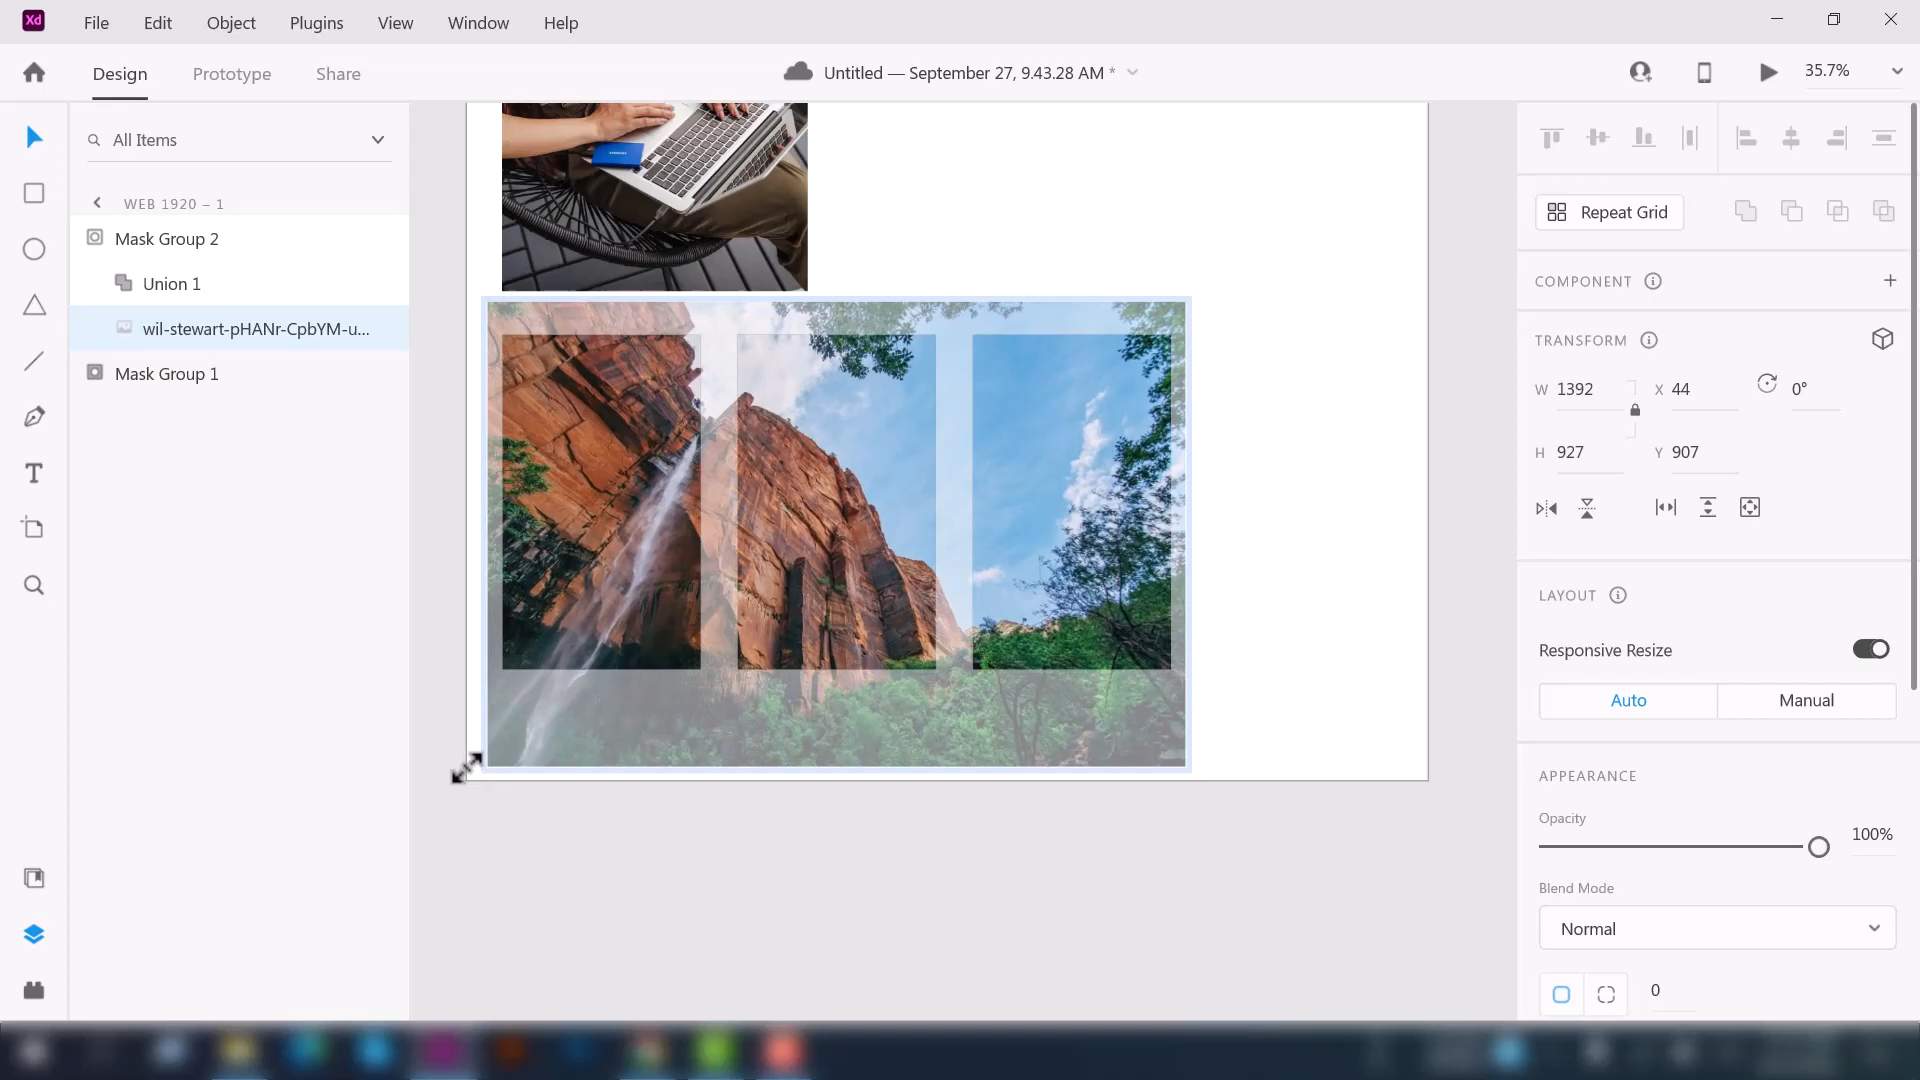 Xd File Edit Object Plugins View Window Help
Design Prototype Share Untitled — September 27, 9.43.28 AM * 35.7%
All Items
WEB 1920 – 1
Mask Group 2
Union 1
wil-stewart-pHANr-CpbYM-u...
Mask Group 1
Repeat Grid
COMPONENT
TRANSFORM
W 1392 X 44 0°
H 927 Y 907
LAYOUT
Responsive Resize
Auto Manual
APPEARANCE
Opacity
100%
Blend Mode
Normal
0